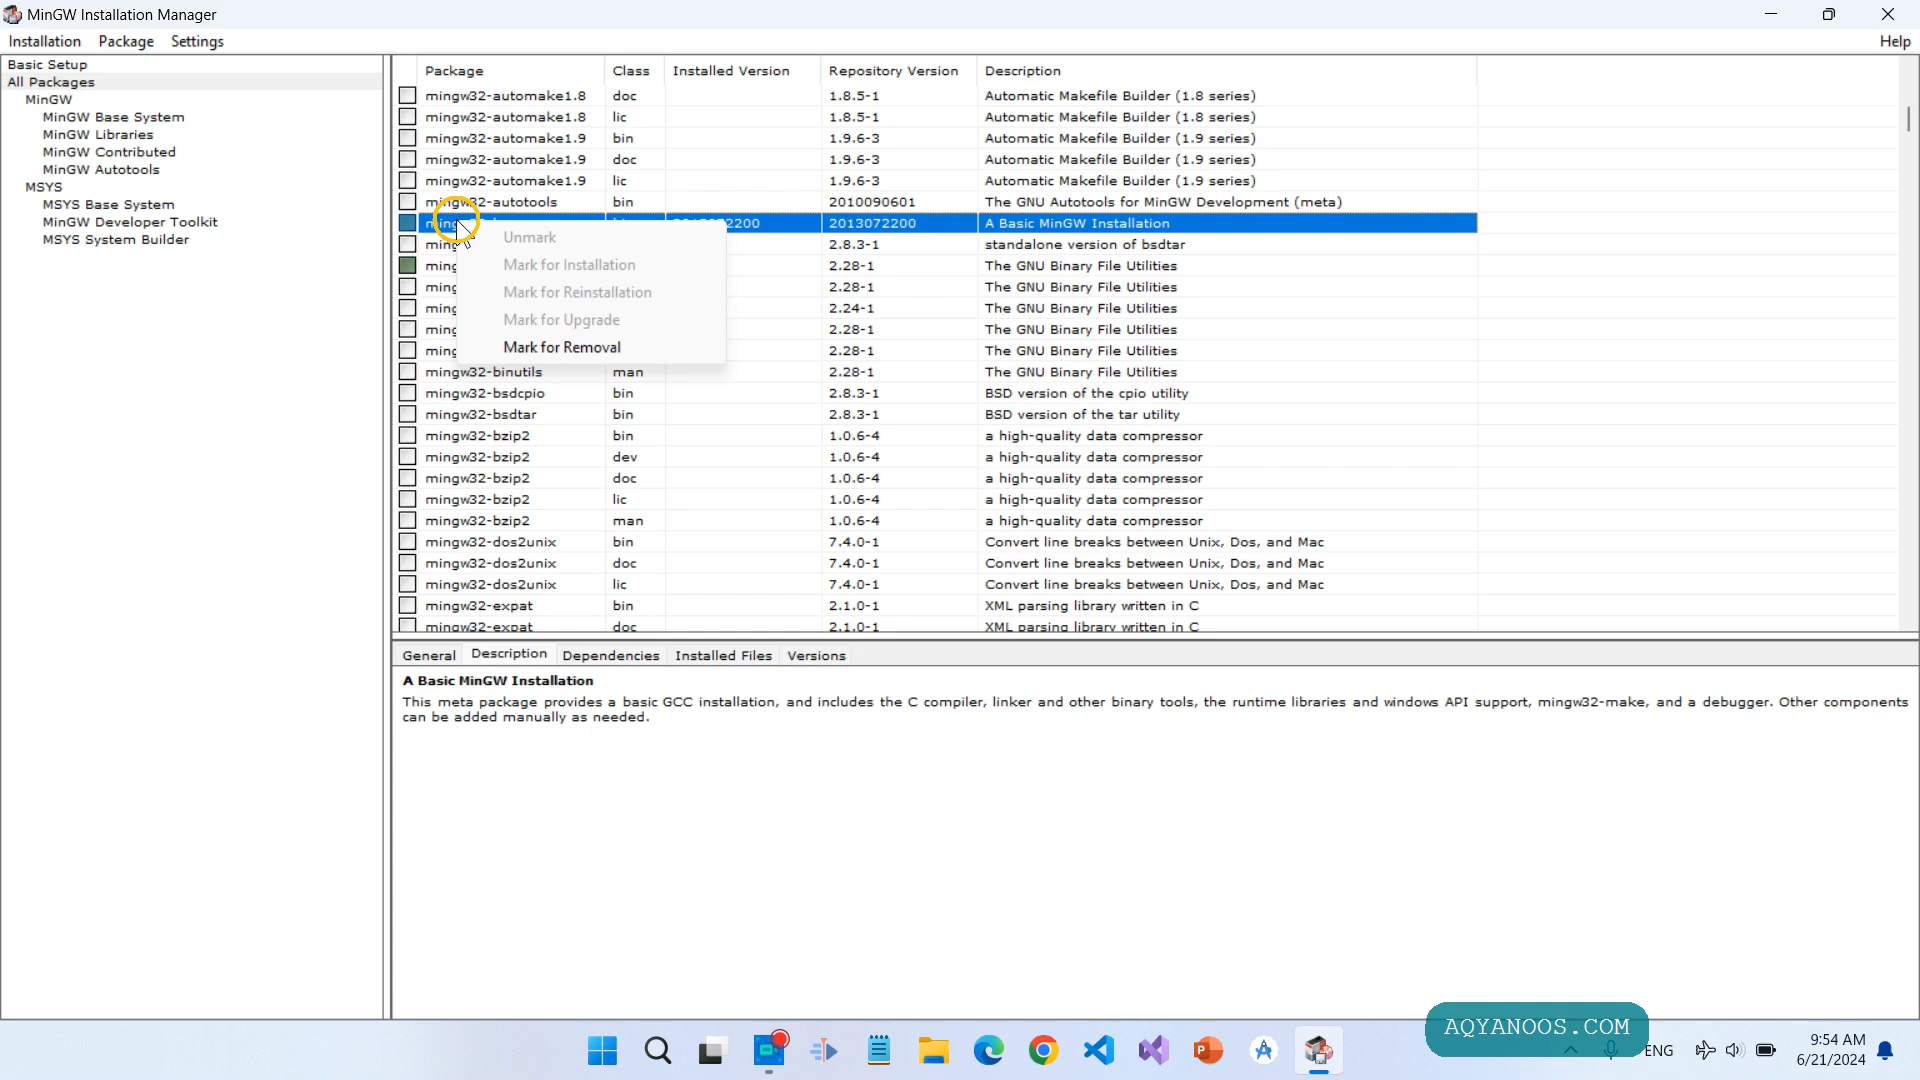 MinGW Installation Manager
Installation Package Settings Help
Basic Setup
All Packages
MinGW
MinGW Base System
MinGW Libraries
MinGW Contributed
MinGW Autotools
MSYS
MSYS Base System
MinGW Developer Toolkit
MSYS System Builder
Package Class Installed Version Repository Version Description
mingw32-automake1.8 doc 1.8.5-1 Automatic Makefile Builder (1.8 series)
mingw32-automake1.8 lic 1.8.5-1 Automatic Makefile Builder (1.8 series)
mingw32-automake1.9 bin 1.9.6-3 Automatic Makefile Builder (1.9 series)
mingw32-automake1.9 doc 1.9.6-3 Automatic Makefile Builder (1.9 series)
mingw32-automake1.9 lic 1.9.6-3 Automatic Makefile Builder (1.9 series)
mingw32-autotools bin 2010090601 The GNU Autotools for MinGW Development (meta)
2013072200 A Basic MinGW Installation
2.8.3-1 standalone version of bsdtar
2.28-1 The GNU Binary File Utilities
2.28-1 The GNU Binary File Utilities
2.24-1 The GNU Binary File Utilities
2.28-1 The GNU Binary File Utilities
2.28-1 The GNU Binary File Utilities
mingw32-binutils man 2.28-1 The GNU Binary File Utilities
mingw32-bsdcpio bin 2.8.3-1 BSD version of the cpio utility
mingw32-bsdtar bin 2.8.3-1 BSD version of the tar utility
mingw32-bzip2 bin 1.0.6-4 a high-quality data compressor
mingw32-bzip2 dev 1.0.6-4 a high-quality data compressor
mingw32-bzip2 doc 1.0.6-4 a high-quality data compressor
mingw32-bzip2 lic 1.0.6-4 a high-quality data compressor
mingw32-bzip2 man 1.0.6-4 a high-quality data compressor
mingw32-dos2unix bin 7.4.0-1 Convert line breaks between Unix, Dos, and Mac
mingw32-dos2unix doc 7.4.0-1 Convert line breaks between Unix, Dos, and Mac
mingw32-dos2unix lic 7.4.0-1 Convert line breaks between Unix, Dos, and Mac
mingw32-expat bin 2.1.0-1 XML parsing library written in C
mingw32-expat doc 2.1.0-1 XML parsing library written in C
Unmark
Mark for Installation
Mark for Reinstallation
Mark for Upgrade
Mark for Removal
General Description Dependencies Installed Files Versions
A Basic MinGW Installation
This meta package provides a basic GCC installation, and includes the C compiler, linker and other binary tools, the runtime libraries and windows API support, mingw32-make, and a debugger. Other components
can be added manually as needed.
AQYANOOS.COM
ENG
9:54 AM
6/21/2024